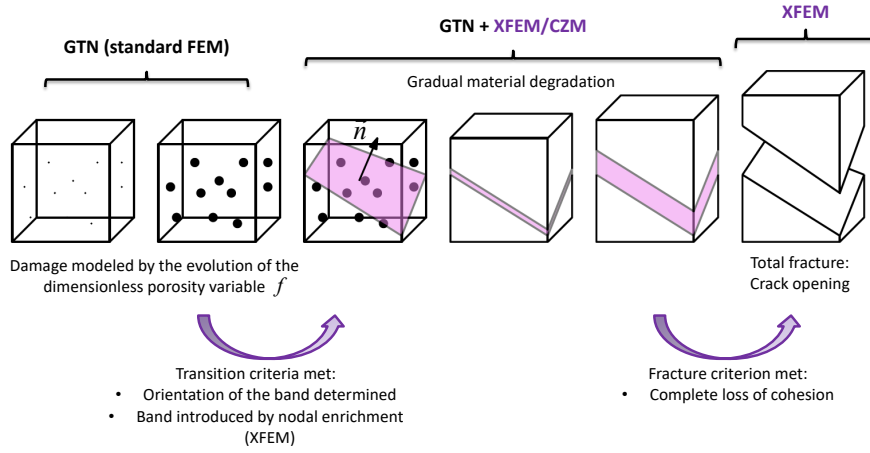 XFEM
GTN + XFEM/CZM
GTN (standard FEM)
Gradual material degradation
n
Damage modeled by the evolution of the
dimensionless porosity variable f
Total fracture:
Crack opening
Transition criteria met:
• Orientation of the band determined
• Band introduced by nodal enrichment
(XFEM)
Fracture criterion met:
• Complete loss of cohesion